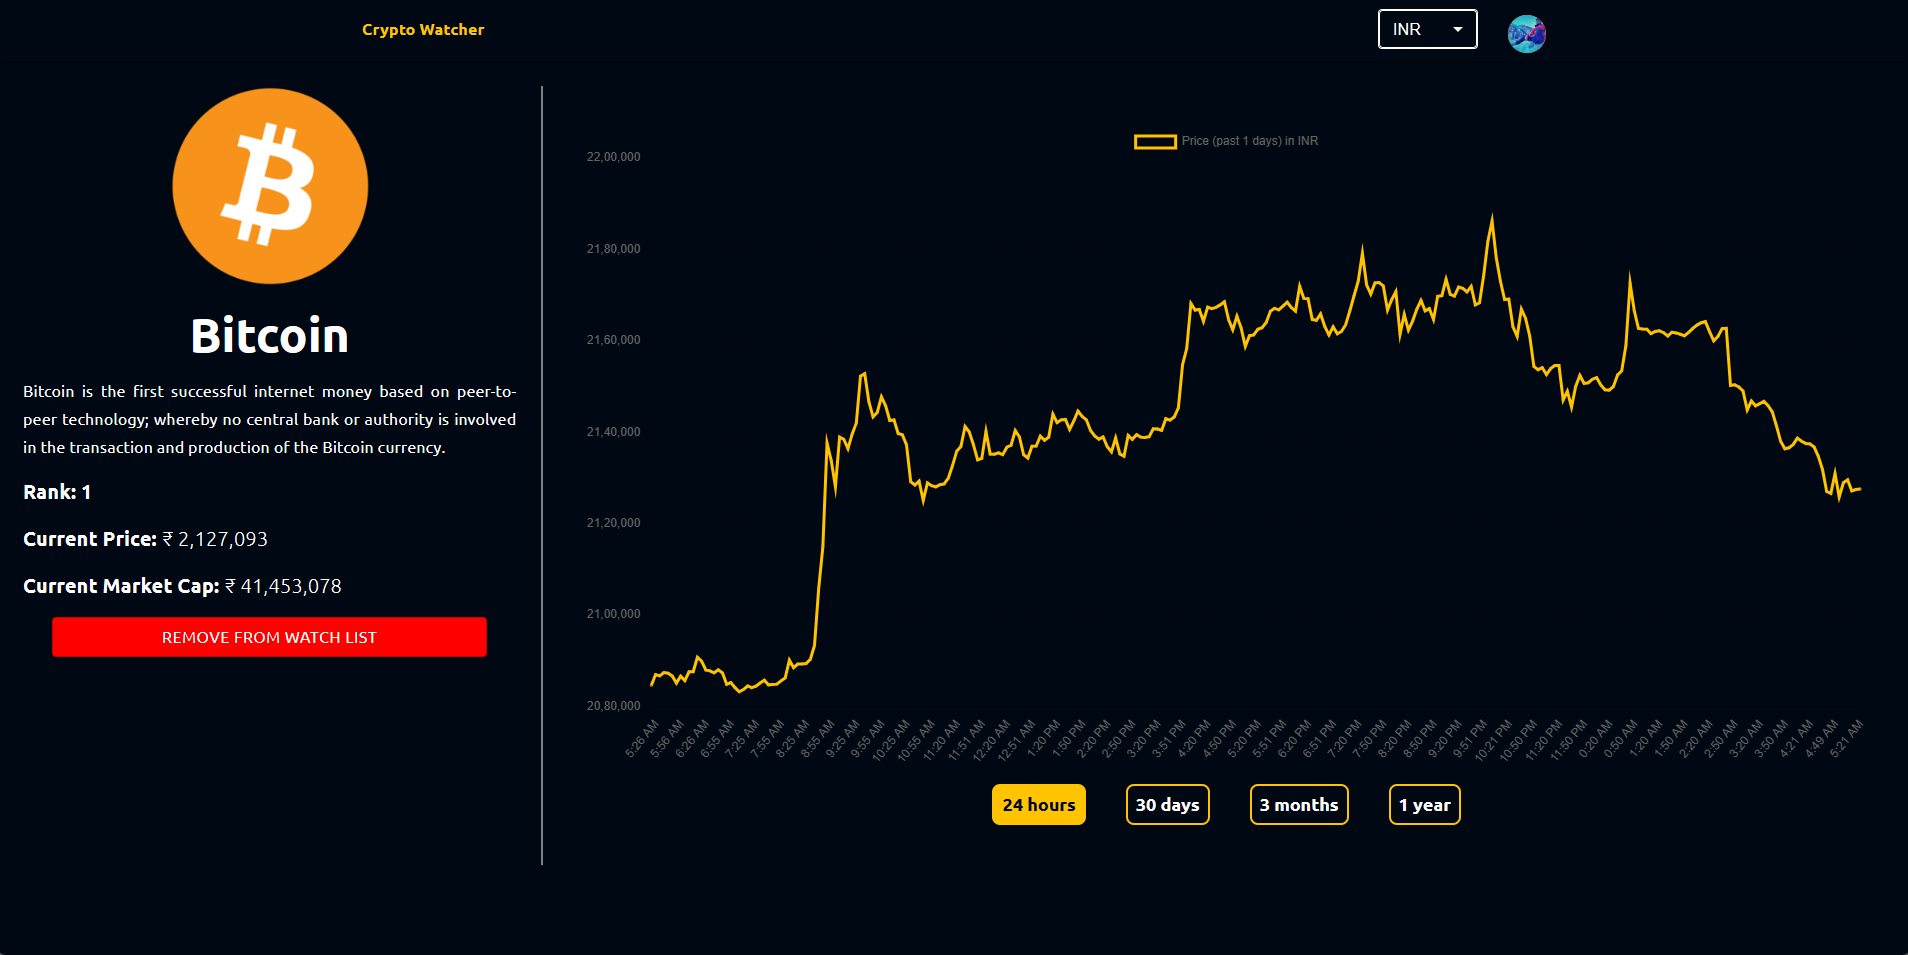 Crypto Watcher
INR
Bitcoin
Bitcoin is the first successful internet money based on peer-to-
peer technology; whereby no central bank or authority is involved
in the transaction and production of the Bitcoin currency.
Rank: 1
Current Price: ₹ 2,127,093
Current Market Cap: ₹ 41,453,078
REMOVE FROM WATCH LIST
Price (past 1 days) in INR
22,00,000
21,80,000
21,60,000
21,40,000
21,20,000
21,00,000
20,80,000
5:26 AM
5:56 AM
6:26 AM
6:55 AM
7:25 AM
7:55 AM
8:25 AM
8:55 AM
9:25 AM
9:55 AM
10:25 AM
10:55 AM
11:20 AM
11:51 AM
12:20 AM
12:51 AM
1:20 PM
1:50 PM
2:20 PM
2:50 PM
3:20 PM
3:51 PM
4:20 PM
4:50 PM
5:20 PM
5:51 PM
6:20 PM
6:51 PM
7:20 PM
7:50 PM
8:20 PM
8:50 PM
9:20 PM
9:51 PM
10:21 PM
10:50 PM
11:20 PM
11:50 PM
0:20 AM
0:50 AM
1:20 AM
1:50 AM
2:20 AM
2:50 AM
3:20 AM
3:50 AM
4:21 AM
4:49 AM
5:21 AM
24 hours
30 days
3 months
1 year